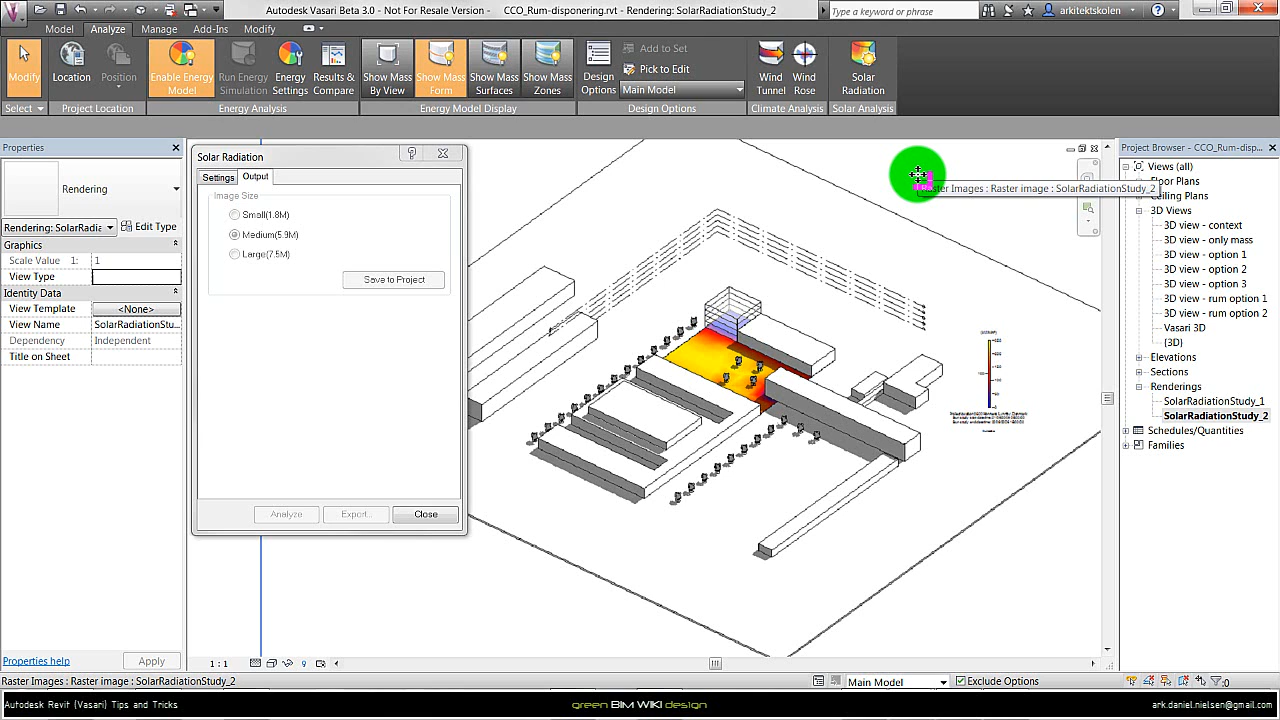 Autodesk Vasari Beta 3.0 - Not For Resale Version - CCO_Rum-disponering.rvt - Rendering: SolarRadiationStudy_2
Type a keyword or phrase
arkitektskolen
Model Analyze Manage Add-Ins Modify
Modify
Location
Position
Enable Energy Model
Run Energy Simulation
Energy Settings
Results & Compare
Show Mass By View
Show Mass Form
Show Mass Surfaces
Show Mass Zones
Design Options
Add to Set
Pick to Edit
Main Model
Wind Tunnel
Wind Rose
Solar Radiation
Select Project Location Energy Analysis Energy Model Display Design Options Climate Analysis Solar Analysis
Properties
Rendering
Rendering: SolarRadia
Edit Type
Graphics
Scale Value 1: 1
View Type
Identity Data
View Template <None>
View Name SolarRadiationStu...
Dependency Independent
Title on Sheet
Properties help
Apply
Solar Radiation
Settings Output
Image Size
Small(1.8M)
Medium(5.9M)
Large(7.5M)
Save to Project
Analyze Export... Close
Raster Images : Raster image : SolarRadiationStudy_2
1 : 1
Project Browser - CCO_Rum-disp...
Views (all)
Floor Plans
Ceiling Plans
3D Views
3D view - context
3D view - only mass
3D view - option 1
3D view - option 2
3D view - option 3
3D view - rum option 1
3D view - rum option 2
Vasari 3D
{3D}
Elevations
Sections
Renderings
SolarRadiationStudy_1
SolarRadiationStudy_2
Schedules/Quantities
Families
Raster Images : Raster image : SolarRadiationStudy_2
Main Model
Exclude Options
:0
Autodesk Revit (Vasari) Tips and Tricks
green BIM WIKI design
ark.daniel.nielsen@gmail.com